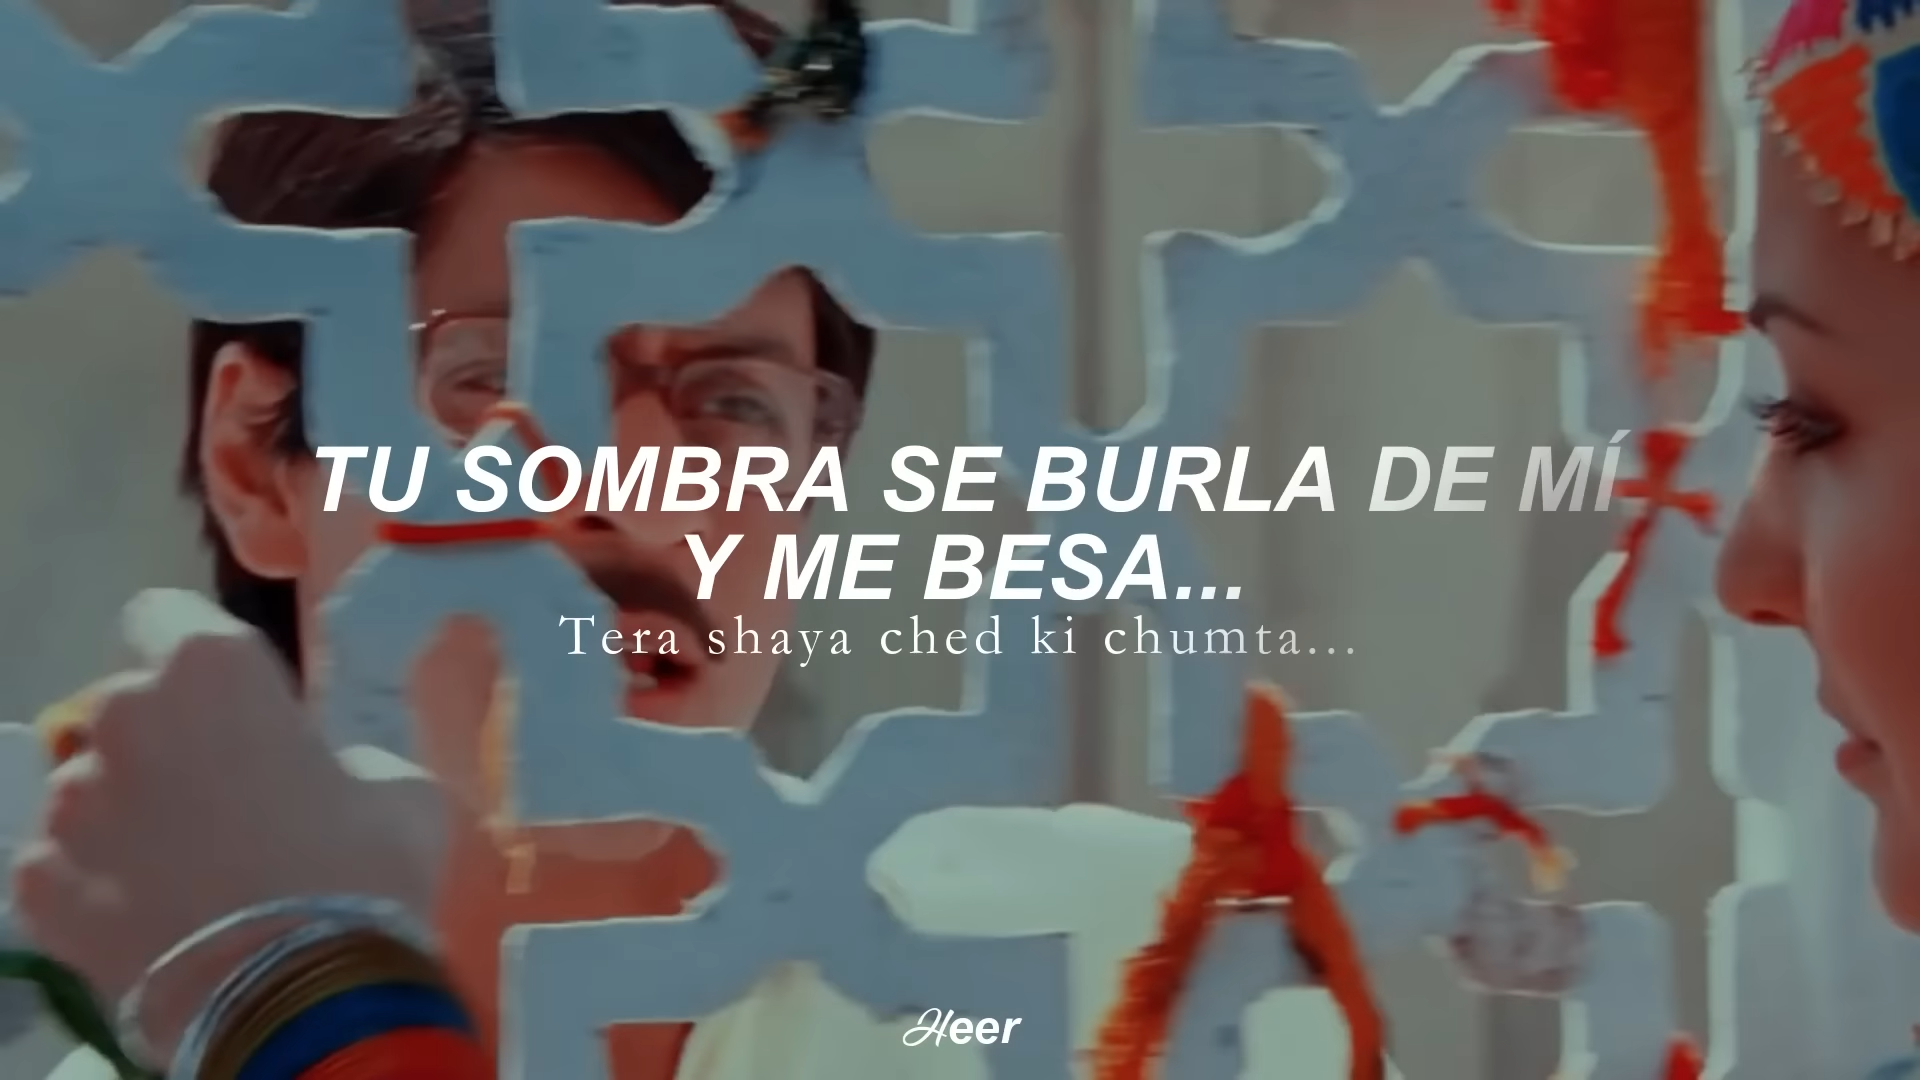 TU SOMBRA SE BURLA DE MÍ
Y ME BESA...
Tera shaya ched ki chumta...
Heer